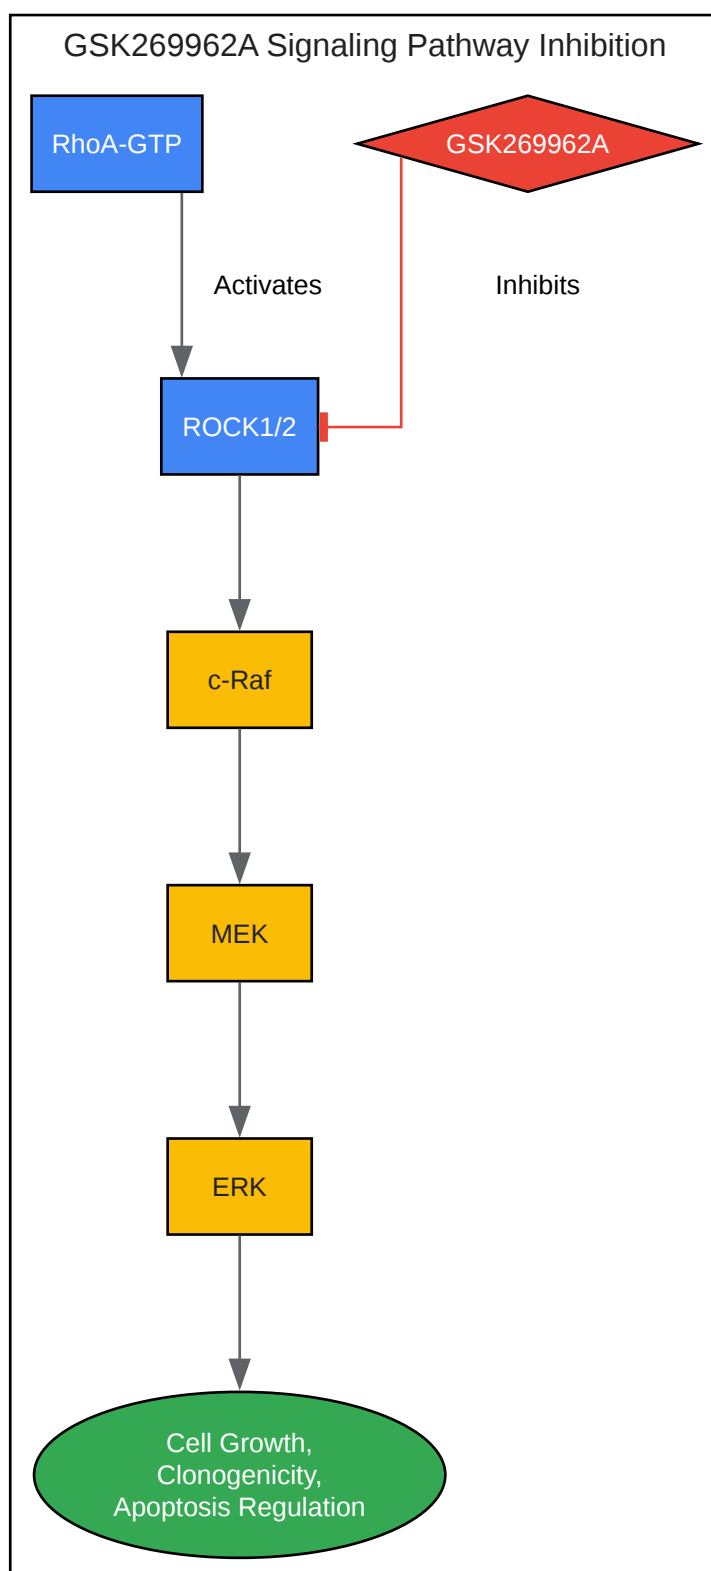 GSK269962A Signaling Pathway Inhibition
RhoA-GTP
GSK269962A
Activates
Inhibits
ROCK1/2
c-Raf
MEK
ERK
Cell Growth,
Clonogenicity,
Apoptosis Regulation